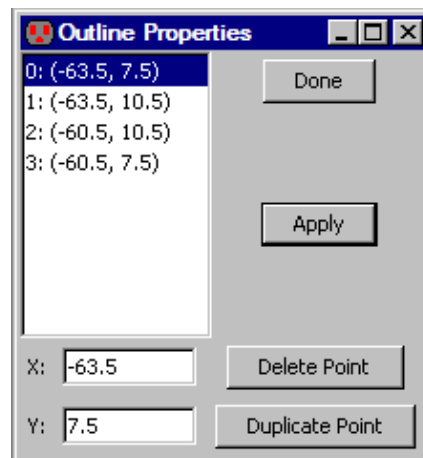 Outline Properties
0: (-63.5, 7.5)
1: (-63.5, 10.5)
2: (-60.5, 10.5)
3: (-60.5, 7.5)
Done
Apply
X: -63.5
Delete Point
Y: 7.5
Duplicate Point